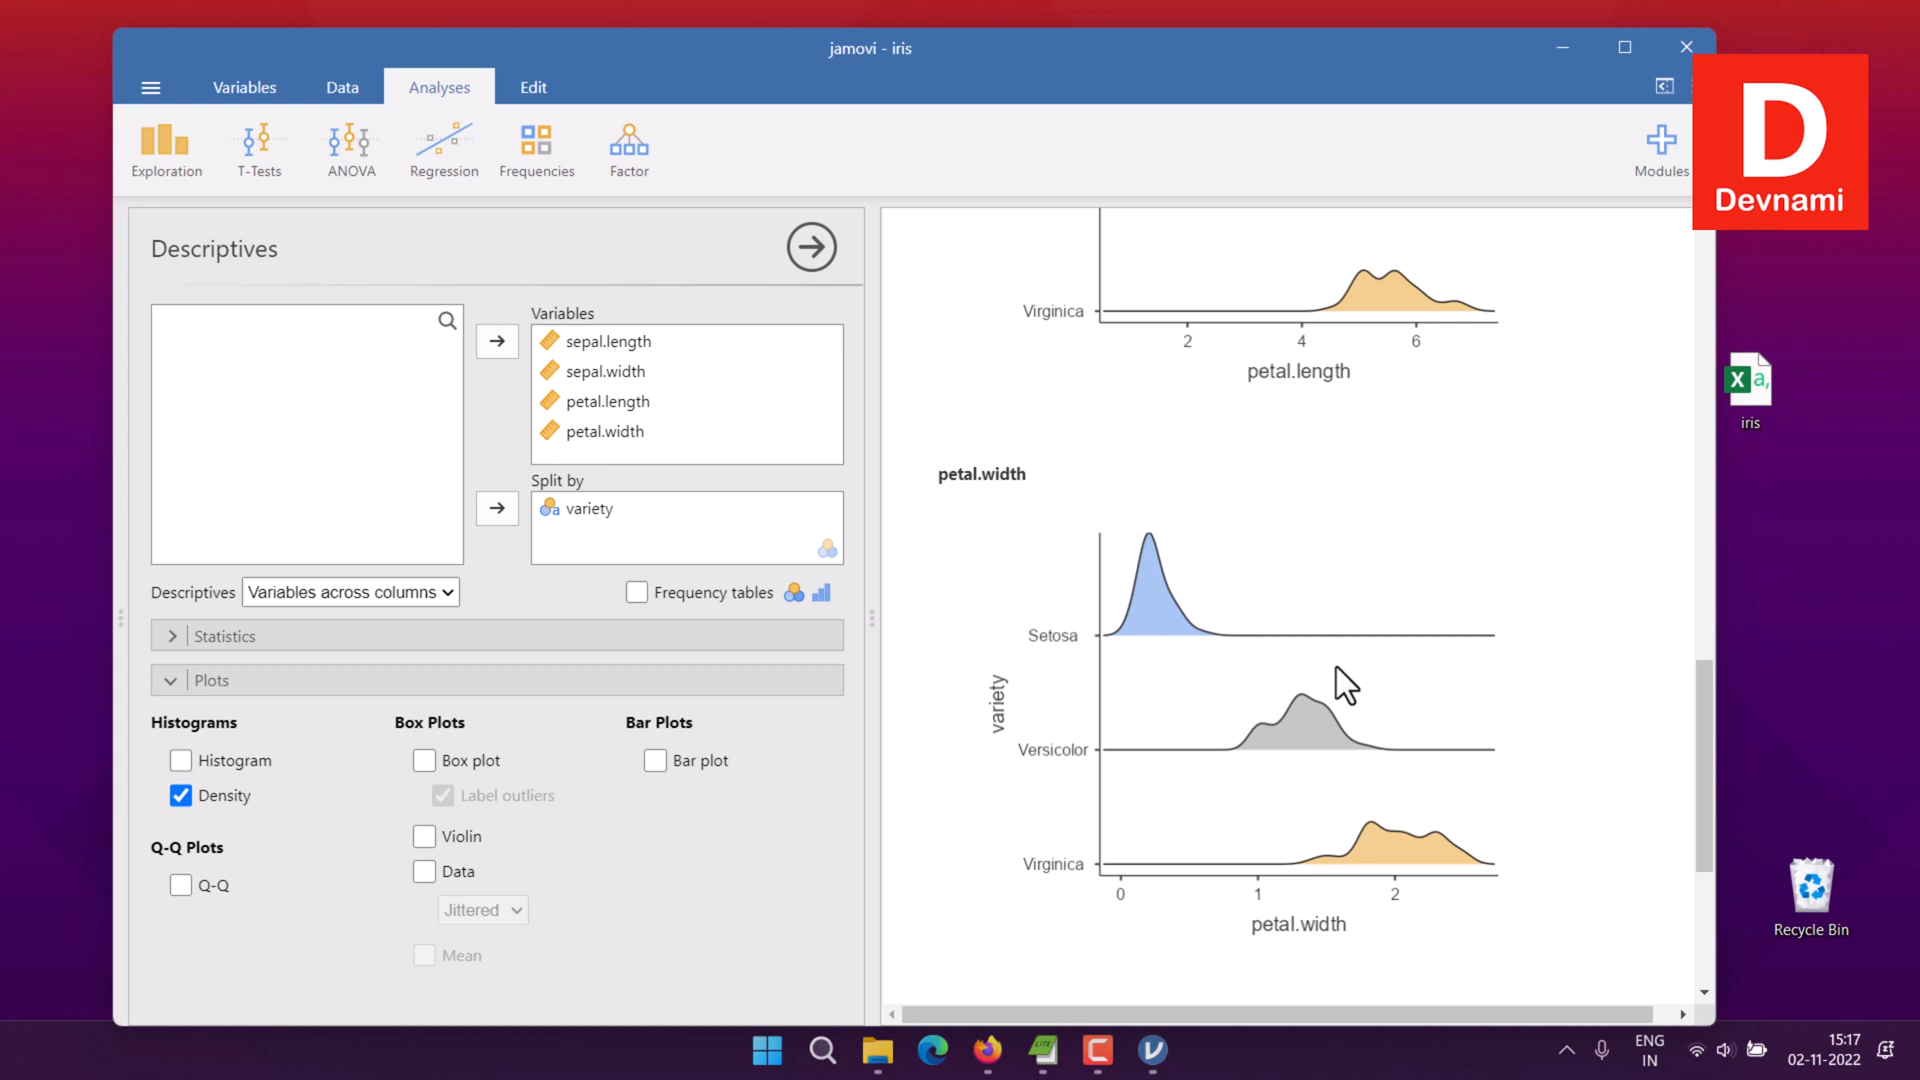 jamovi - iris
Variables
Data
Analyses
Edit
Exploration
T-Tests
ANOVA
Regression
Frequencies
Factor
Modules
D
Devnami
Descriptives
Variables
sepal.length
sepal.width
petal.length
petal.width
Split by
a variety
Descriptives Variables across columns
Frequency tables
Statistics
Plots
Histograms
Histogram
Density
Q-Q Plots
Q-Q
Box Plots
Box plot
Label outliers
Violin
Data
Jittered
Mean
Bar Plots
Bar plot
Virginica
2 4 6
petal.length
petal.width
Setosa
Versicolor
Virginica
variety
0 1 2
petal.width
X a,
iris
Recycle Bin
LITE
C
ENG
IN
15:17
02-11-2022